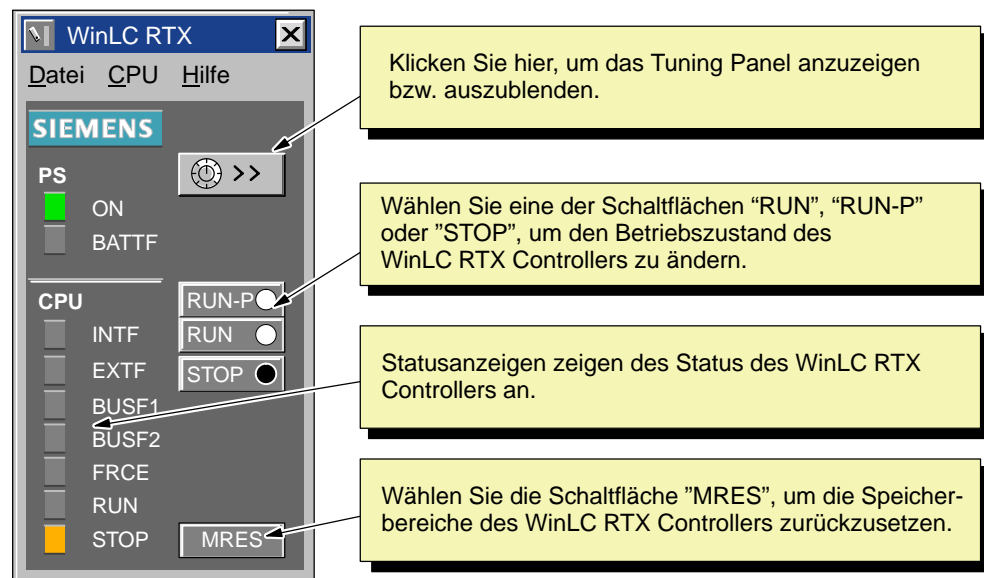 WinLC RTX
Datei CPU Hilfe
SIEMENS
PS
>>
ON
BATTF
CPU
RUN-P
INTF
RUN
EXTF
STOP
BUSF1
BUSF2
FRCE
RUN
STOP
MRES
Klicken Sie hier, um das Tuning Panel anzuzeigen
bzw. auszublenden.
Wählen Sie eine der Schaltflächen “RUN”, “RUN-P”
oder ”STOP”, um den Betriebszustand des
WinLC RTX Controllers zu ändern.
Statusanzeigen zeigen des Status des WinLC RTX
Controllers an.
Wählen Sie die Schaltfläche ”MRES”, um die Speicher-
bereiche des WinLC RTX Controllers zurückzusetzen.